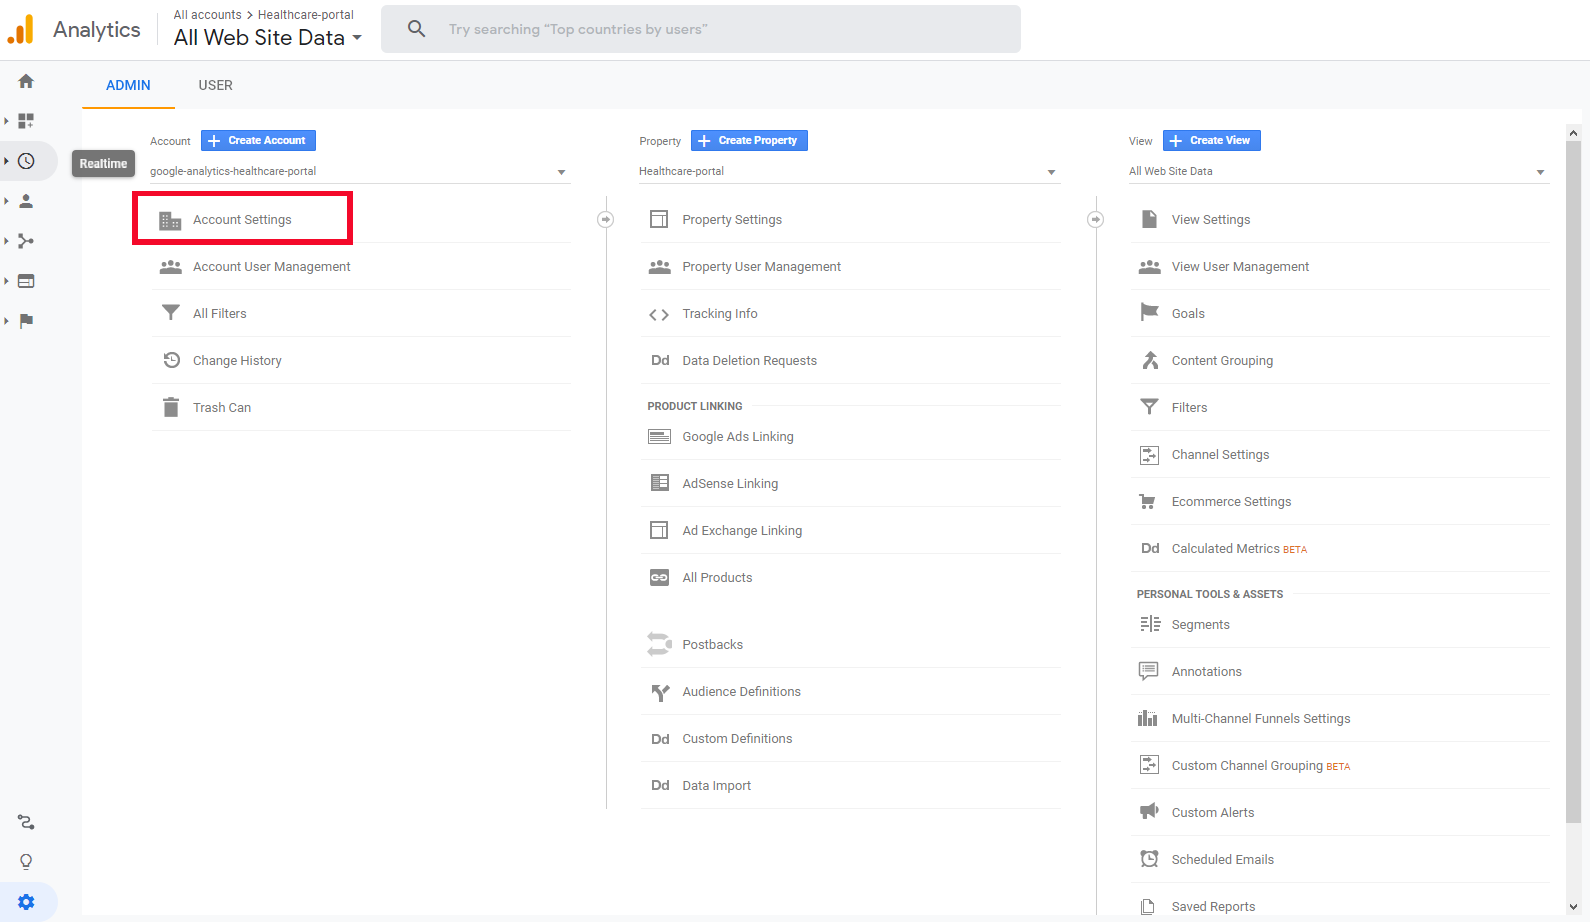 Analytics
All accounts > Healthcare-portal
All Web Site Data
Try searching “Top countries by users”
ADMIN
USER
Realtime
Account
Create Account
google-analytics-healthcare-portal
Account Settings
Account User Management
All Filters
Change History
Trash Can
Property
Create Property
Healthcare-portal
Property Settings
Property User Management
Tracking Info
Dd Data Deletion Requests
PRODUCT LINKING
Google Ads Linking
AdSense Linking
Ad Exchange Linking
All Products
Postbacks
Audience Definitions
Dd Custom Definitions
Dd Data Import
View
Create View
All Web Site Data
View Settings
View User Management
Goals
Content Grouping
Filters
Channel Settings
Ecommerce Settings
Dd Calculated Metrics BETA
PERSONAL TOOLS & ASSETS
Segments
Annotations
Multi-Channel Funnels Settings
Custom Channel Grouping BETA
Custom Alerts
Scheduled Emails
Saved Reports